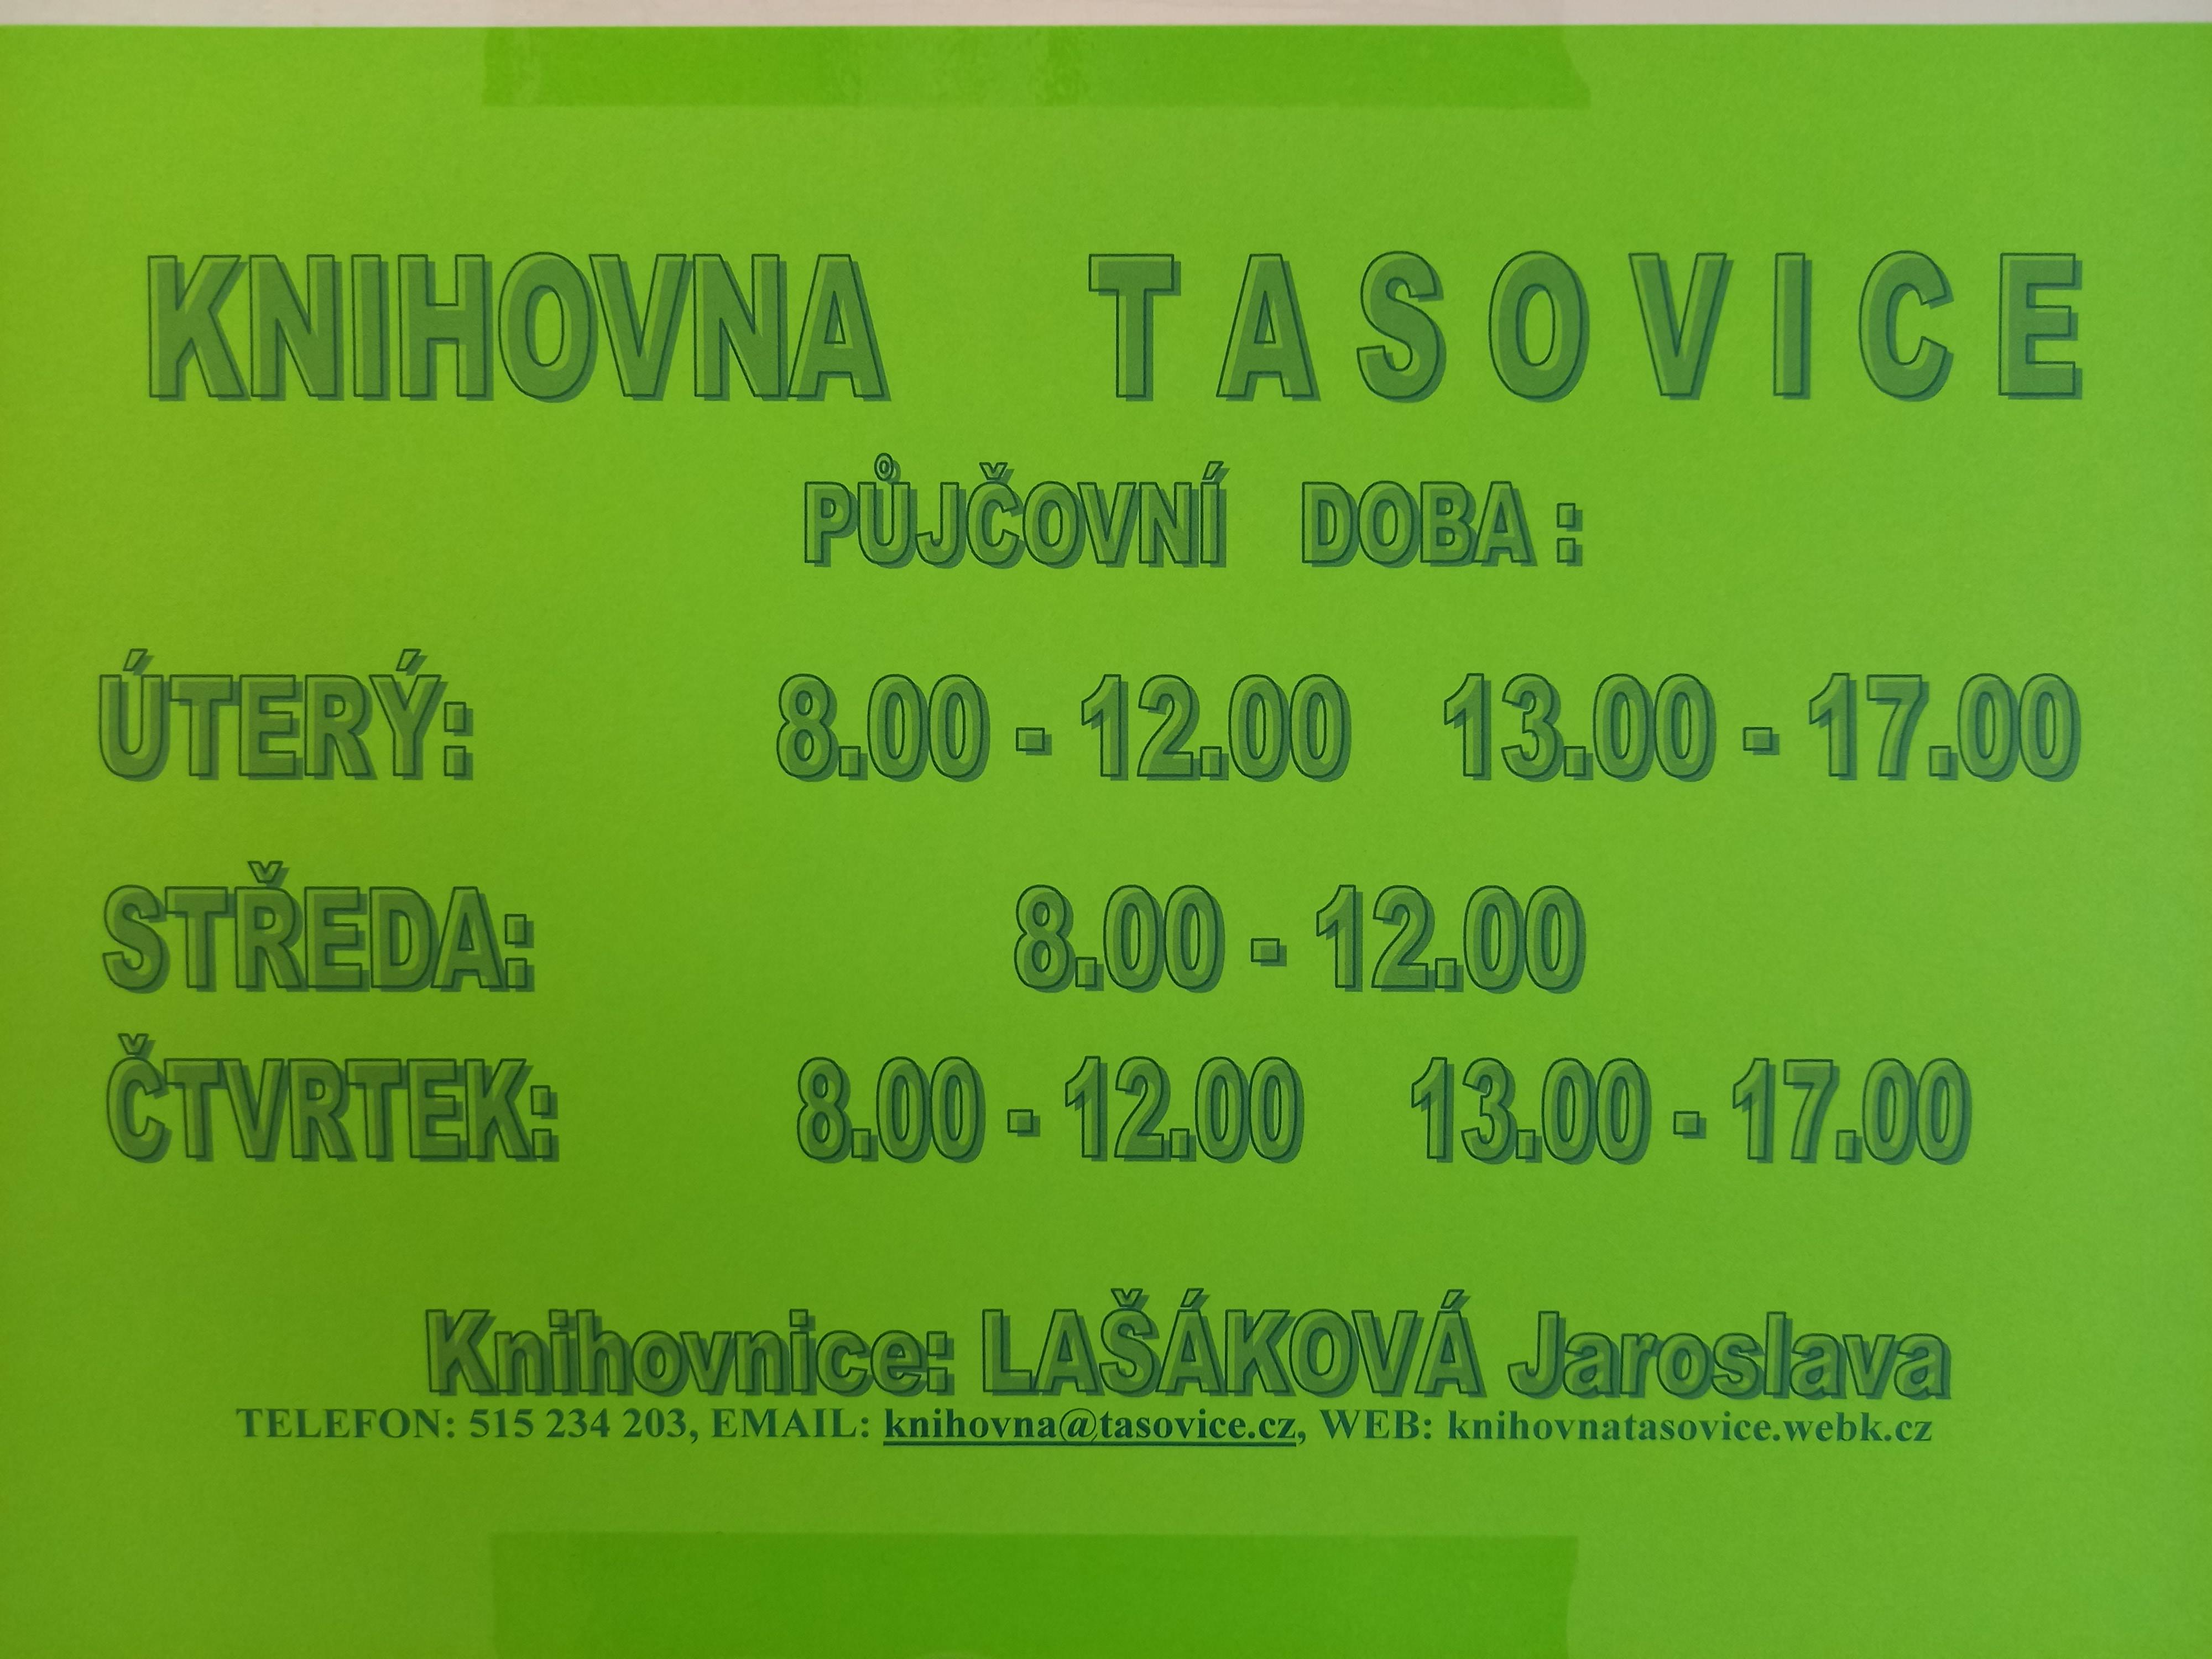 KNIHOVNA TASOVICE
PŮJČOVNÍ DOBA :
ÚTERÝ: 8.00 - 12.00 13.00 - 17.00
STŘEDA: 8.00 - 12.00
ČTVRTEK: 8.00 - 12.00 13.00 - 17.00
Knihovnice: LAŠÁKOVÁ Jaroslava
TELEFON: 515 234 203, EMAIL: knihovna@tasovice.cz, WEB: knihovnatasovice.webk.cz